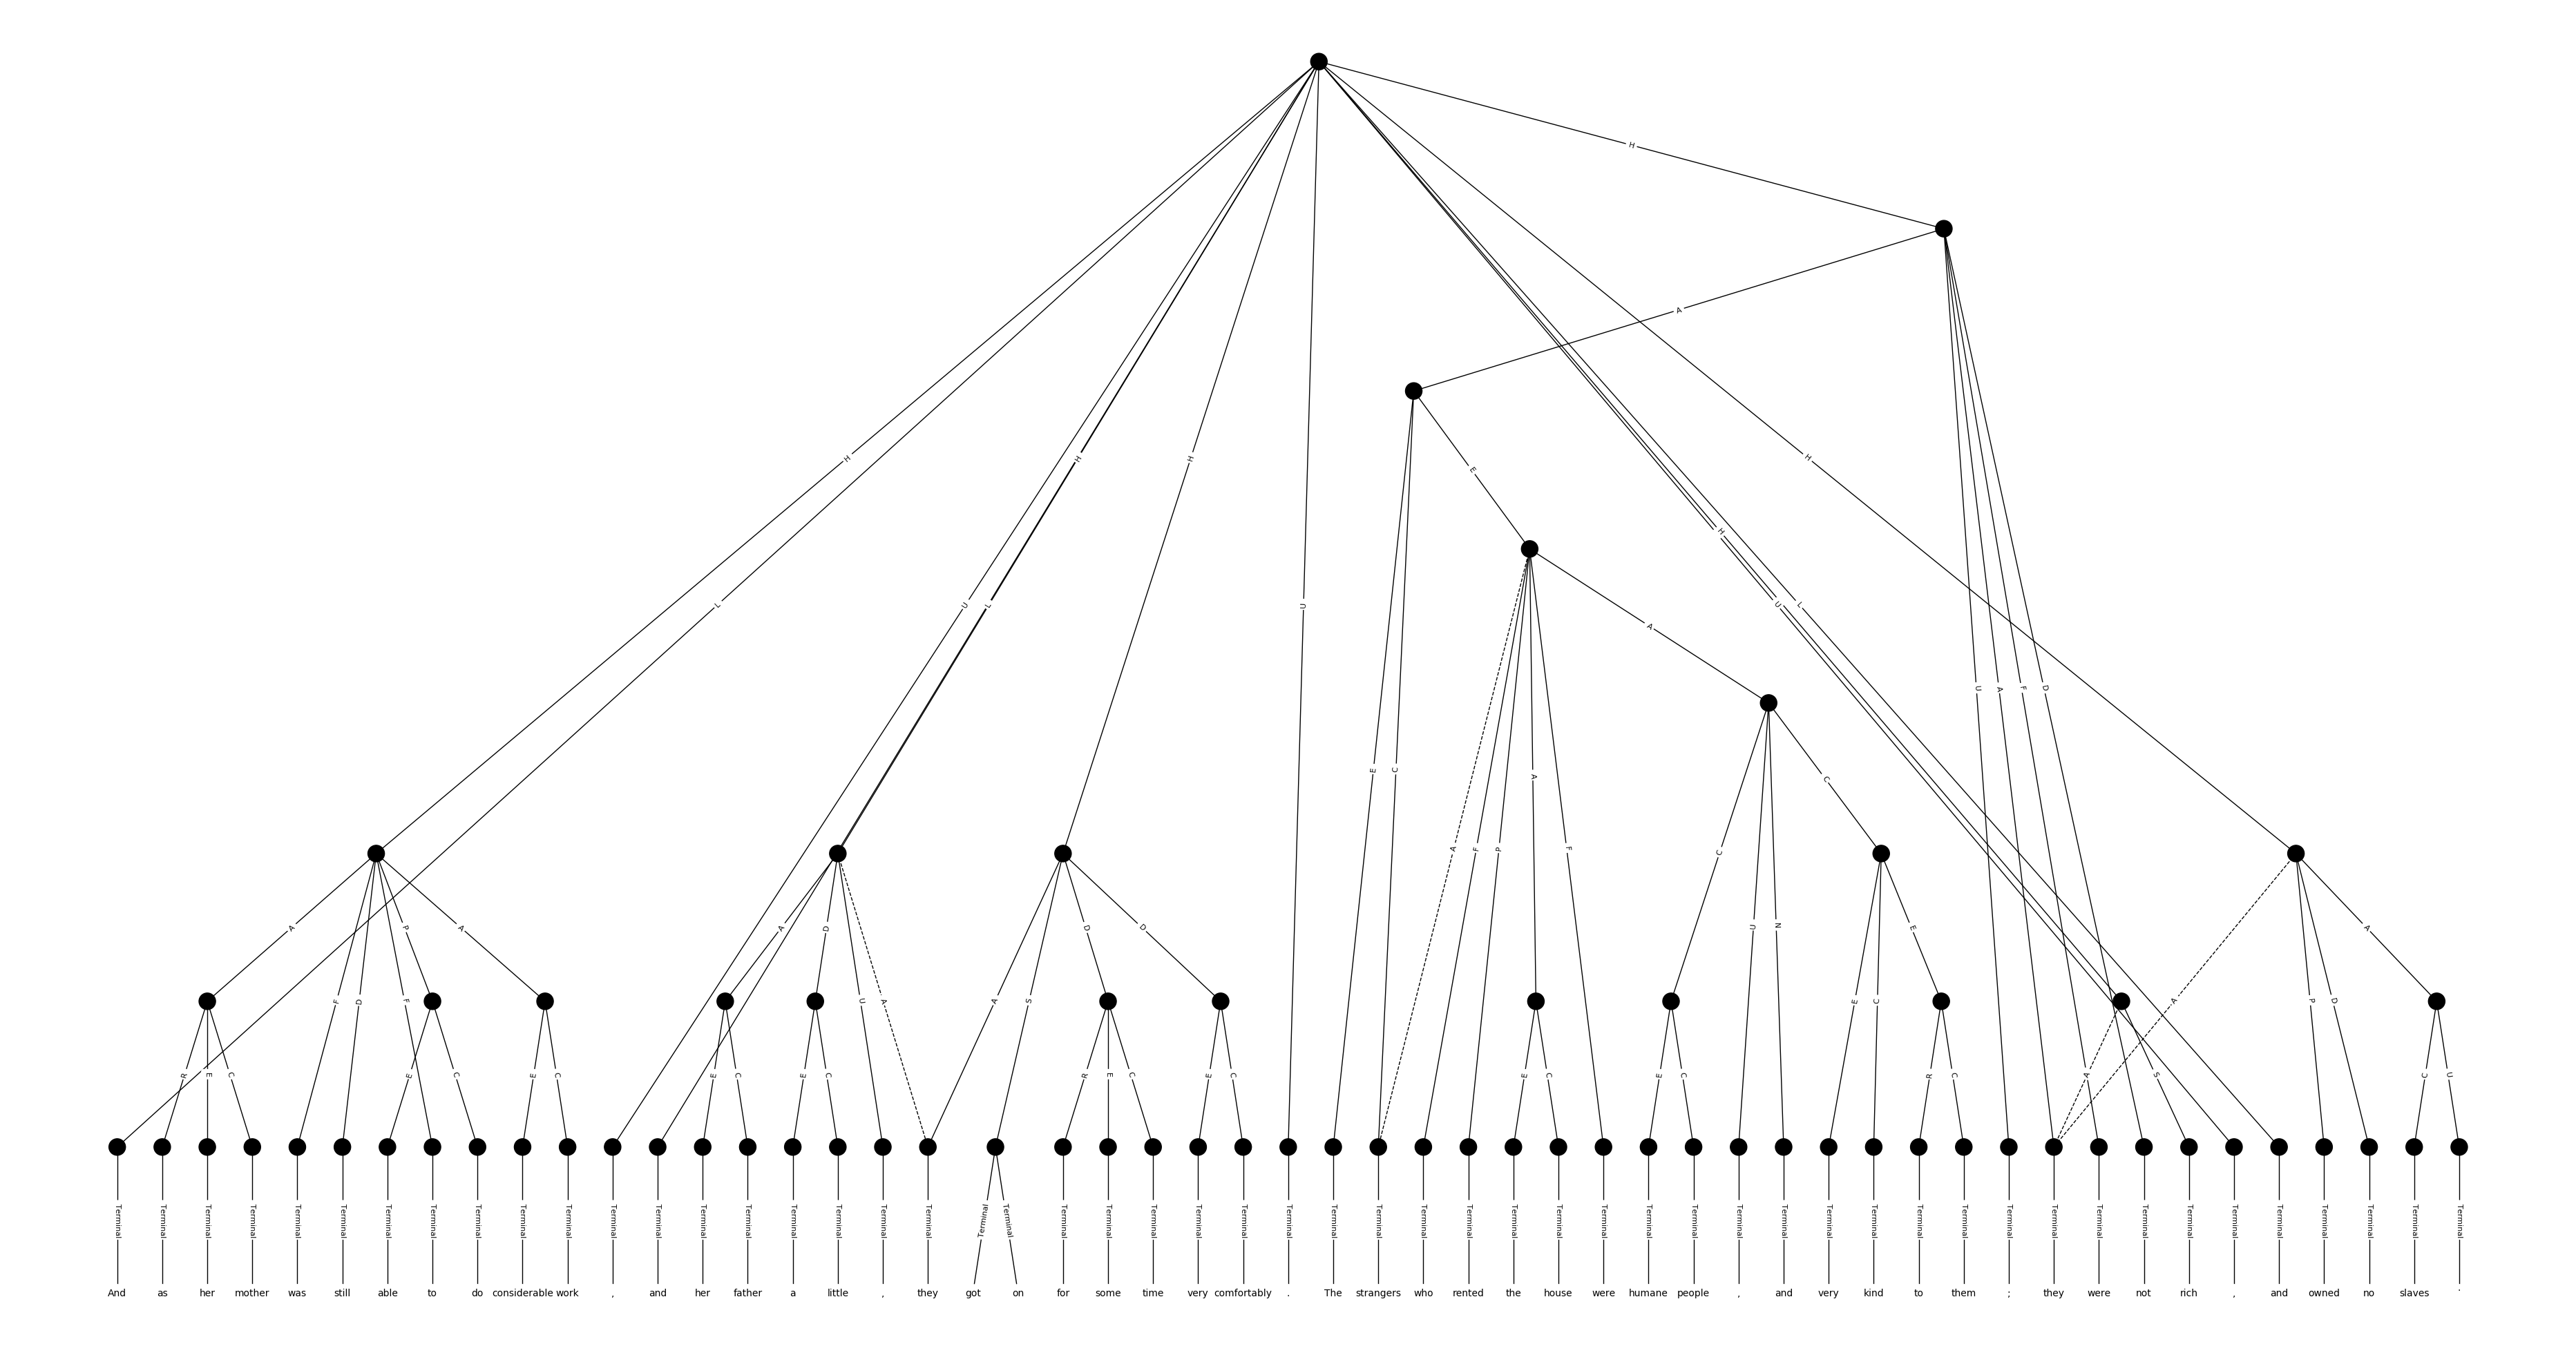 H
H
A
H
H
H
H
E
H
L
U
L
U
U
L
A
U
A
D
F
A
U
E
C
A
C
A
F
P
F
C
A
P
A
A
D
D
D
C
U
N
E
A
F
D
F
U
A
A
S
E
C
A
P
D
R
E
C
E
C
E
C
E
C
E
C
R
E
C
E
C
E
C
E
C
R
C
A
S
C
U
Terminal Terminal Terminal Terminal Terminal Terminal Terminal Terminal Terminal Terminal Terminal Terminal Terminal Terminal Terminal Terminal Terminal Terminal Terminal Terminal Terminal Terminal Terminal Terminal Terminal Terminal Terminal Terminal Terminal Terminal Terminal Terminal Terminal Terminal Terminal Terminal Terminal Terminal Terminal Terminal Terminal Terminal Terminal Terminal Terminal Terminal Terminal Terminal Terminal Terminal Terminal Terminal Terminal
And as her mother was still able to do considerable work , and her father a little , they got on for some time very comfortably . The strangers who rented the house were humane people , and very kind to them ; they were not rich , and owned no slaves .